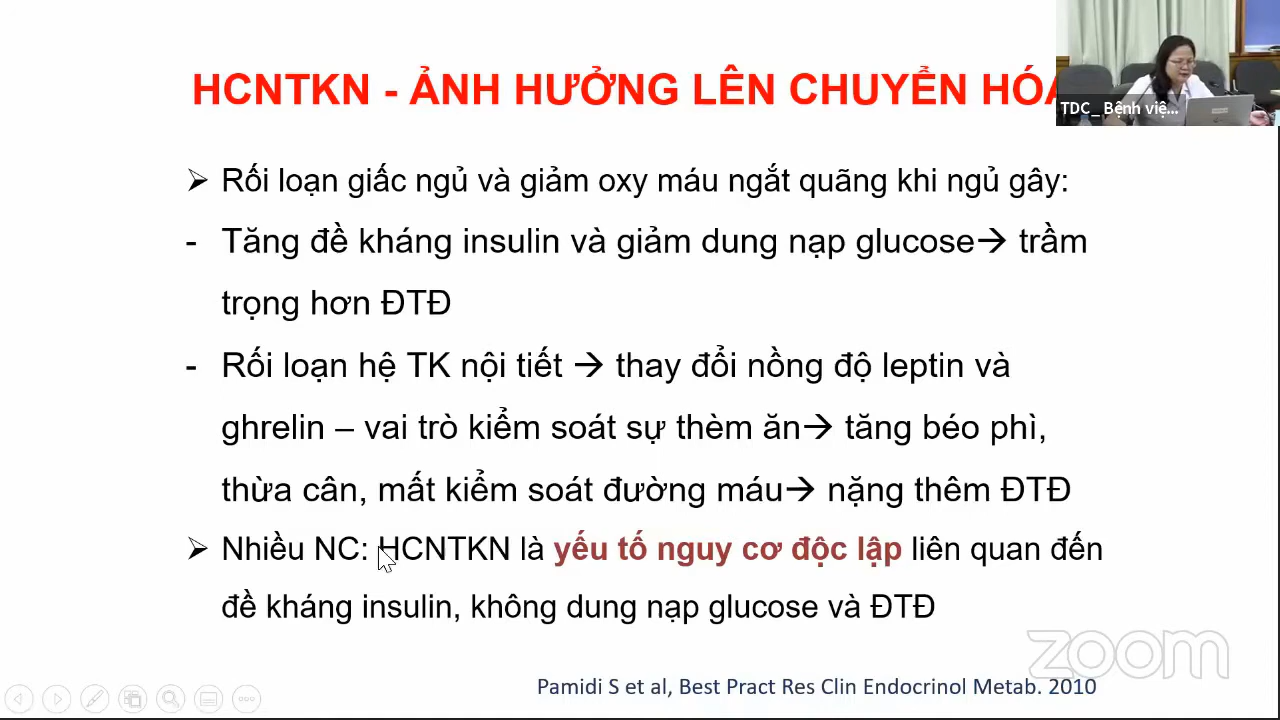 HCNTKN - ẢNH HƯỞNG LÊN CHUYỂN HÓA
TDC_ Bệnh việ...
➢ Rối loạn giấc ngủ và giảm oxy máu ngắt quãng khi ngủ gây:
- Tăng đề kháng insulin và giảm dung nạp glucose→ trầm
trọng hơn ĐTĐ
- Rối loạn hệ TK nội tiết → thay đổi nồng độ leptin và
ghrelin – vai trò kiểm soát sự thèm ăn→ tăng béo phì,
thừa cân, mất kiểm soát đường máu→ nặng thêm ĐTĐ
➢ Nhiều NC: HCNTKN là yếu tố nguy cơ độc lập liên quan đến
đề kháng insulin, không dung nạp glucose và ĐTĐ
zoom
Pamidi S et al, Best Pract Res Clin Endocrinol Metab. 2010